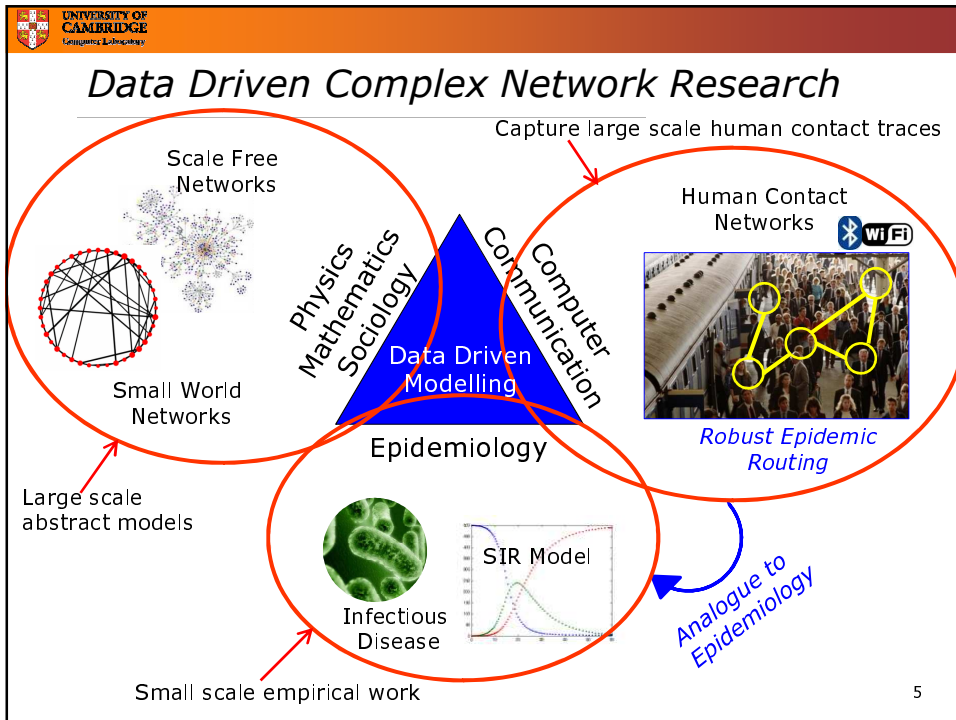 UNIVERSITY OF
CAMBRIDGE
Computer Laboratory
Data Driven Complex Network Research
Capture large scale human contact traces
Scale Free
Networks
Human Contact
Networks
Wi Fi
Physics
Mathematics
Sociology
Computer
Communication
Data Driven
Modelling
Small World
Networks
Epidemiology
Robust Epidemic
Routing
Large scale
abstract models
SIR Model
Infectious
Disease
Analogue to
Epidemiology
Small scale empirical work
5